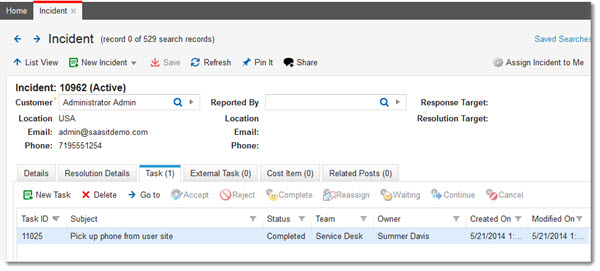 Home Incident ×
Incident (record 0 of 529 search records) Saved Searches
List View New Incident Save Refresh Pin It Share Assign Incident to Me
Incident: 10962 (Active)
Customer Administrator Admin Reported By Response Target:
Location USA Location Resolution Target:
Email: admin@saasitdemo.com Email:
Phone: 7195551254 Phone:
Details Resolution Details Task (1) External Task (0) Cost Item (0) Related Posts (0)
New Task Delete Go to Accept Reject Complete Reassign Waiting Continue Cancel
Task ID Subject Status Team Owner Created On Modified On
11025 Pick up phone from user site Completed Service Desk Summer Davis 5/21/2014 1:... 5/21/2014 1:...